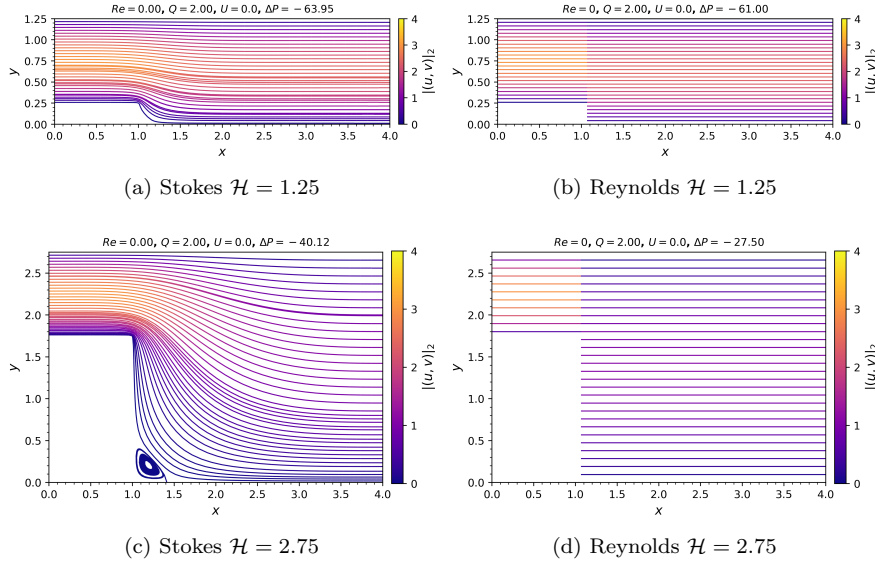 Re = 0.00, Q = 2.00, U = 0.0, ΔP = −63.95
1.25
1.00
0.75
0.50
0.25
0.00
y
0.0 0.5 1.0 1.5 2.0 2.5 3.0 3.5 4.0
x
4
3
2
1
0
|(u, v)|₂
(a) Stokes ℋ = 1.25
Re = 0, Q = 2.00, U = 0.0, ΔP = −61.00
1.25
1.00
0.75
0.50
0.25
0.00
y
0.0 0.5 1.0 1.5 2.0 2.5 3.0 3.5 4.0
x
4
3
2
1
0
|(u, v)|₂
(b) Reynolds ℋ = 1.25
Re = 0.00, Q = 2.00, U = 0.0, ΔP = −40.12
2.5
2.0
1.5
1.0
0.5
0.0
y
0.0 0.5 1.0 1.5 2.0 2.5 3.0 3.5 4.0
x
4
3
2
1
0
|(u, v)|₂
(c) Stokes ℋ = 2.75
Re = 0, Q = 2.00, U = 0.0, ΔP = −27.50
2.5
2.0
1.5
1.0
0.5
0.0
y
0.0 0.5 1.0 1.5 2.0 2.5 3.0 3.5 4.0
x
4
3
2
1
0
|(u, v)|₂
(d) Reynolds ℋ = 2.75